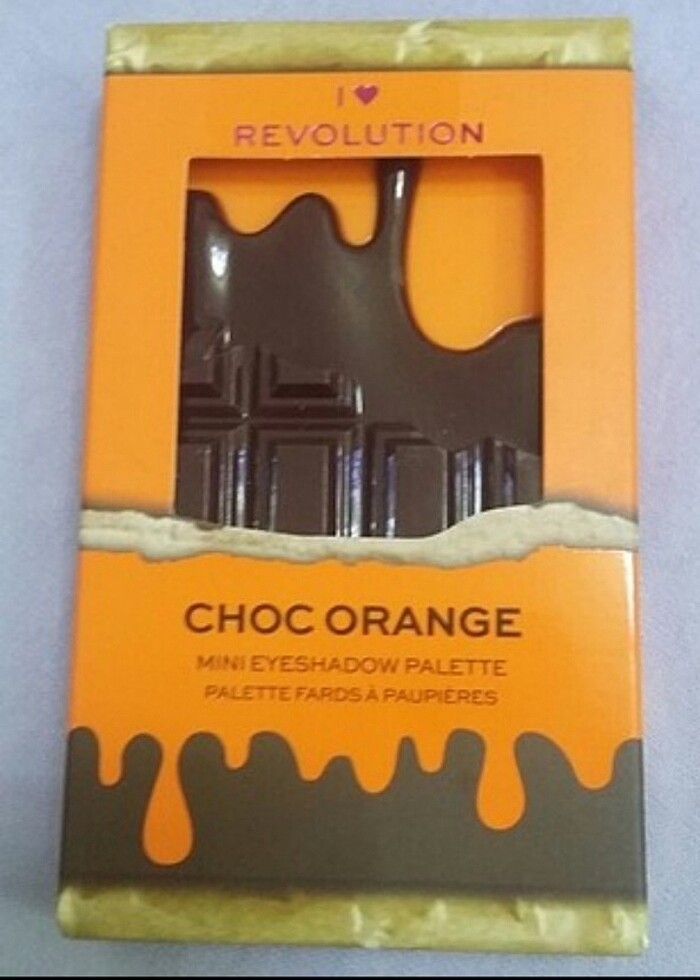 I ♥
REVOLUTION
CHOC ORANGE
MINI EYESHADOW PALETTE
PALETTE FARDS À PAUPIÈRES